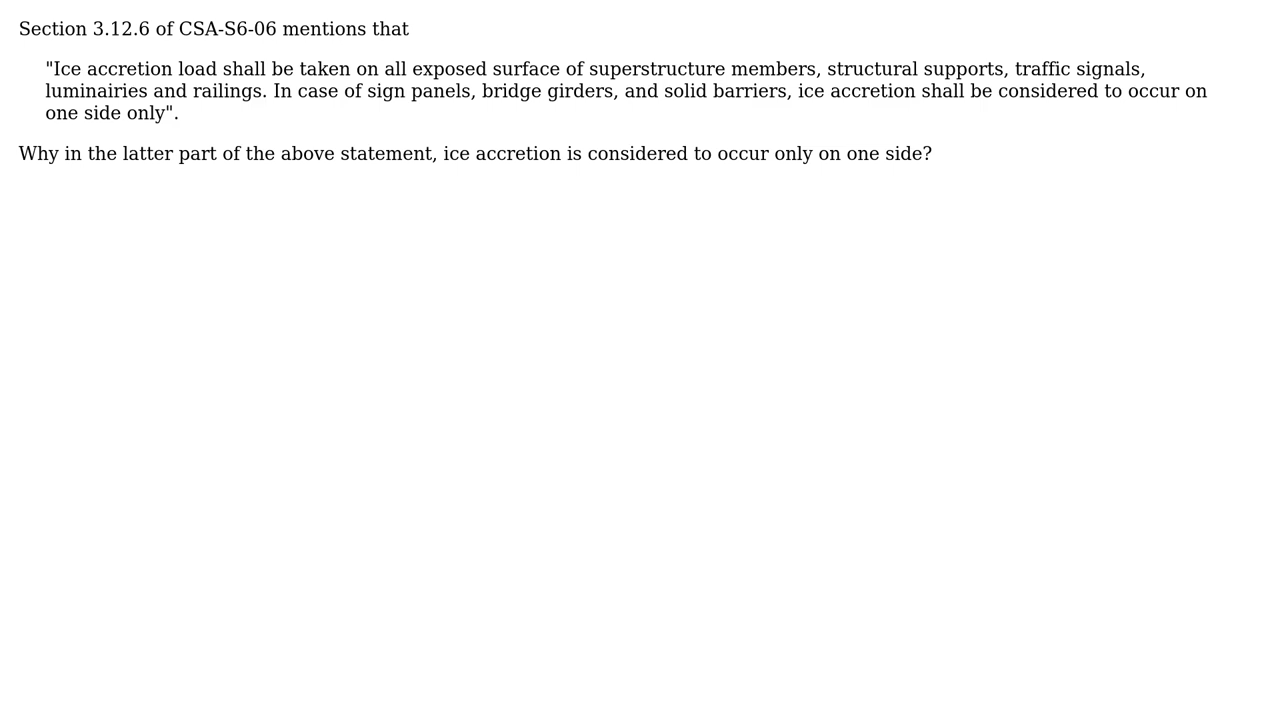 Section 3.12.6 of CSA-S6-06 mentions that
"Ice accretion load shall be taken on all exposed surface of superstructure members, structural supports, traffic signals,
luminairies and railings. In case of sign panels, bridge girders, and solid barriers, ice accretion shall be considered to occur on
one side only".
Why in the latter part of the above statement, ice accretion is considered to occur only on one side?